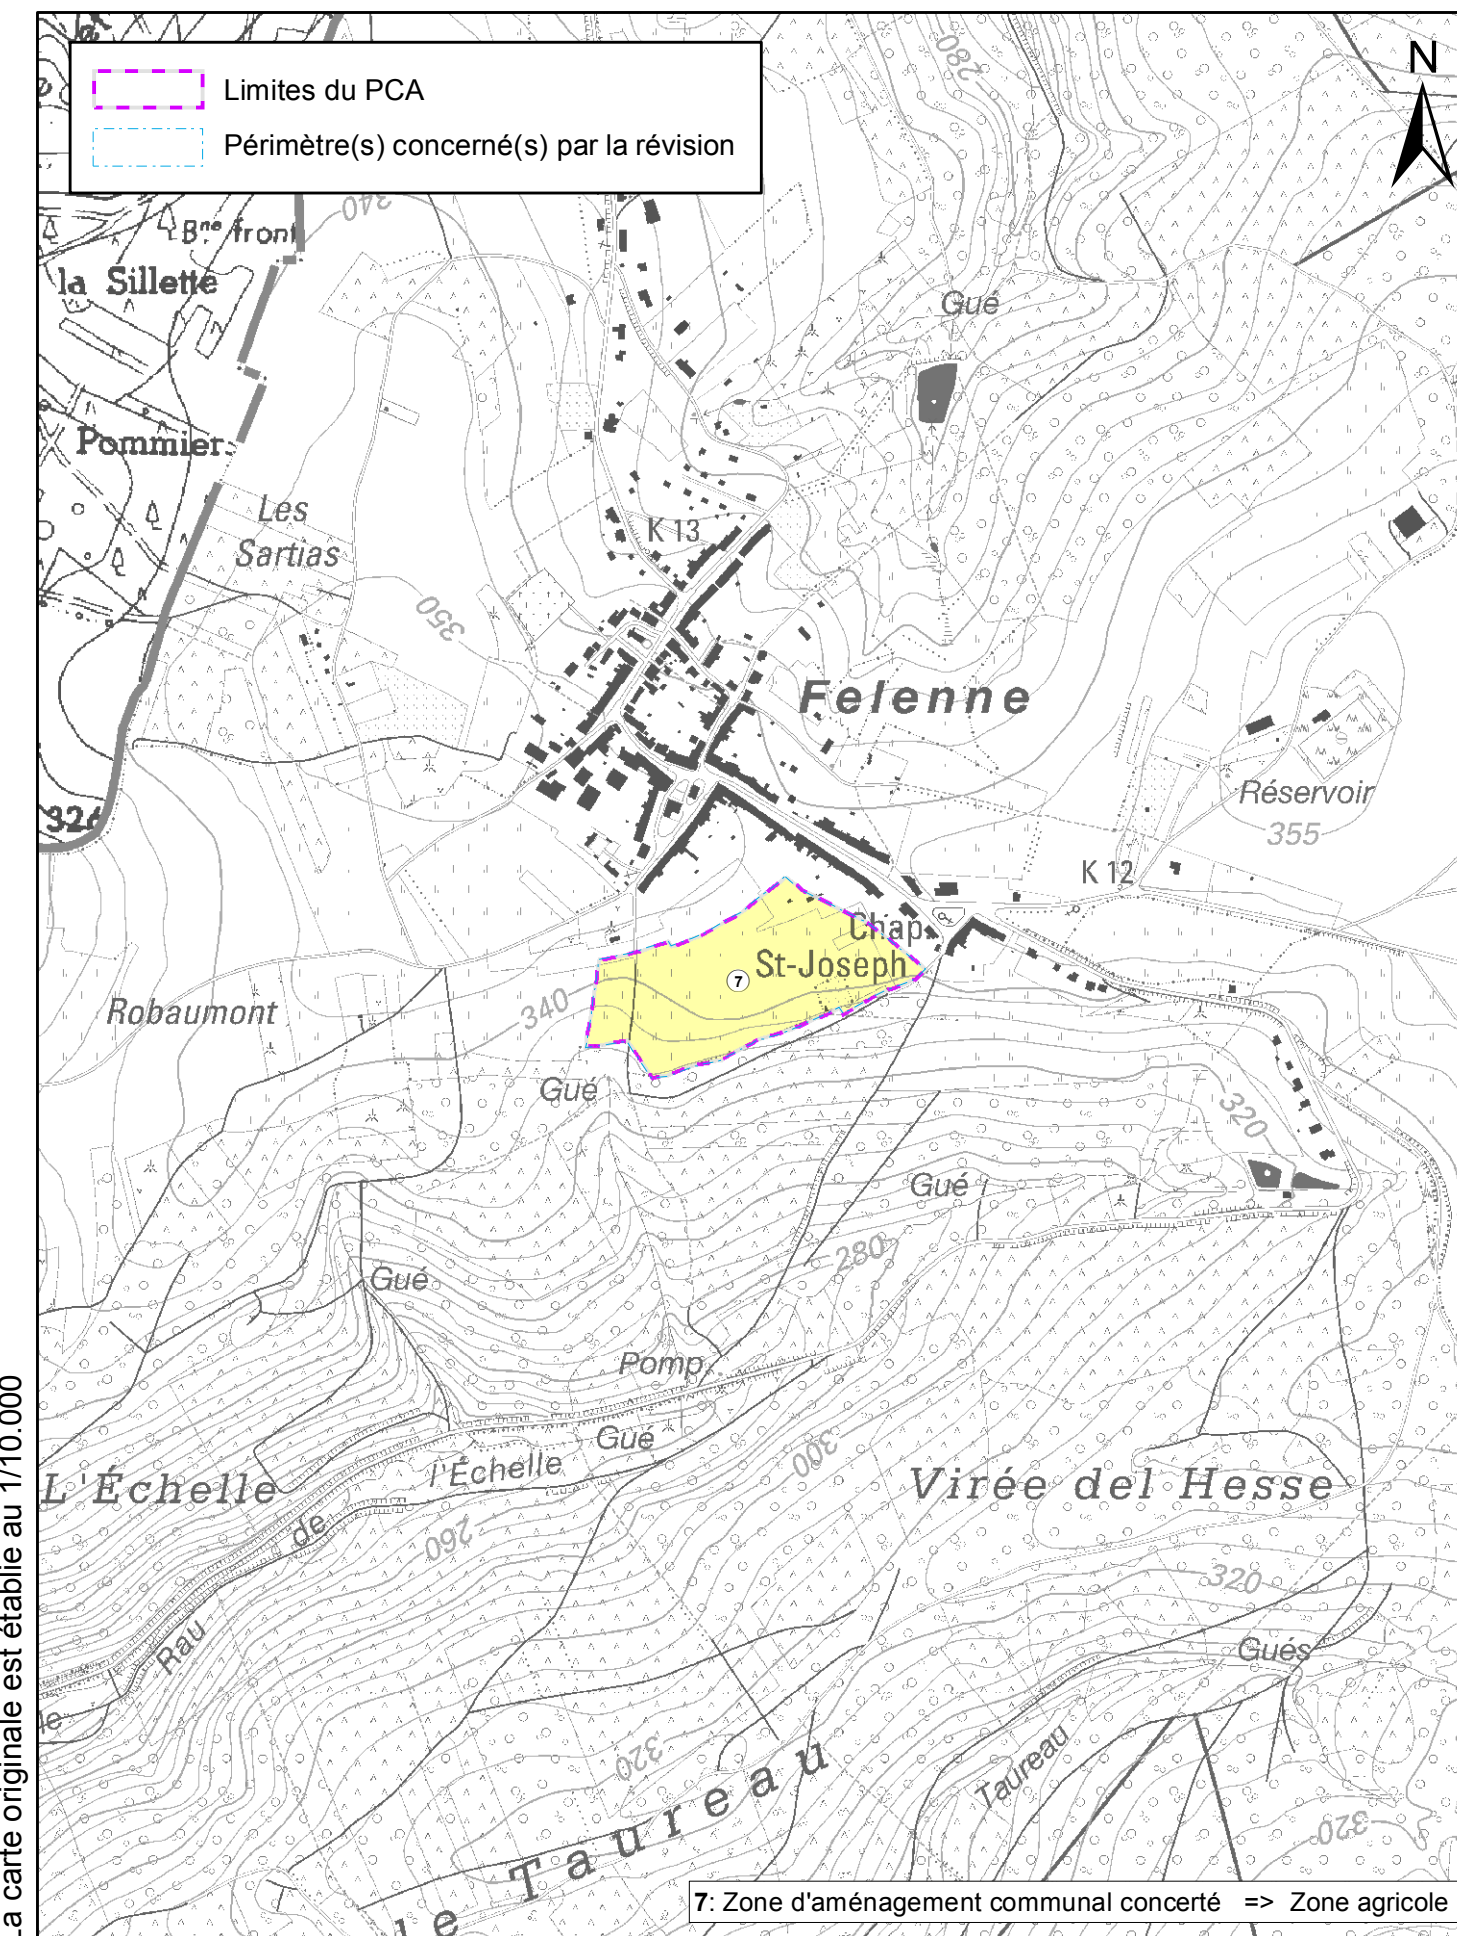 Limites du PCA
Périmètre(s) concerné(s) par la révision
N
280
340
Bne front
la Sillette
Gué
Pommier
Les
Sartias
K 13
350
Felenne
Réservoir
355
326
K 12
Chap.
St-Joseph
7
340
Robaumont
Gué
320
Gué
280
Gué
Pomp.
Gué
300
l'Échelle
L'Échelle
Virée del Hesse
de
260
320
Rau
Gués
le
320
Taureau
320
le Taureau
7: Zone d'aménagement communal concerté => Zone agricole
La carte originale est établie au 1/10.000